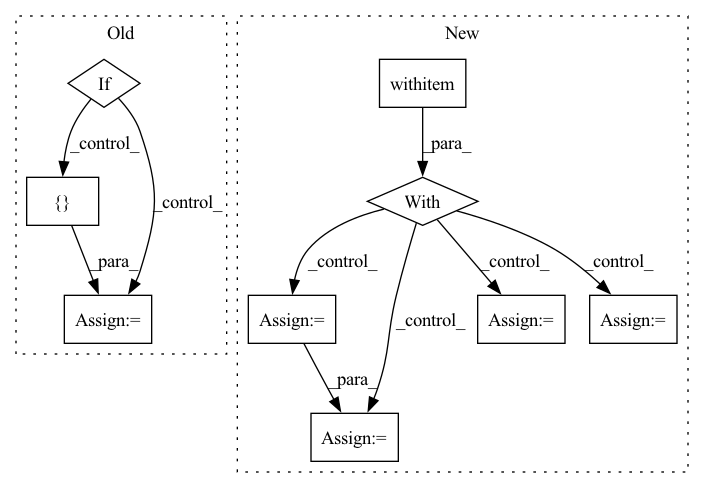 Old
New
If
withitem
_control_
_para_
{}
With
_control_
_para_
_control_
_control_
_control_
_control_
Assign:=
Assign:=
Assign:=
Assign:=
_para_
Assign:=